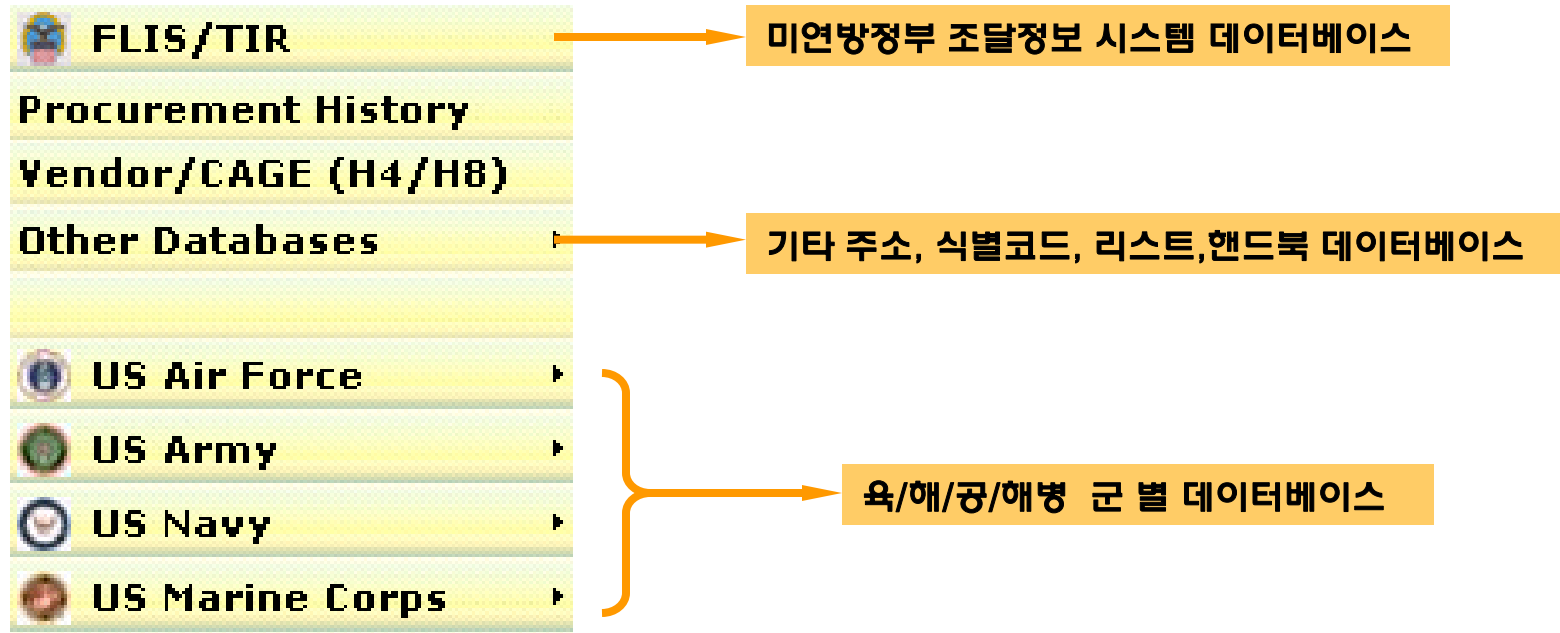 FLIS/TIR
미연방정부 조달정보 시스템 데이터베이스
Procurement History
Vendor/CAGE (H4/H8)
Other Databases
기타 주소, 식별코드, 리스트,핸드북 데이터베이스
US Air Force
US Army
US Navy
US Marine Corps
육/해/공/해병 군 별 데이터베이스